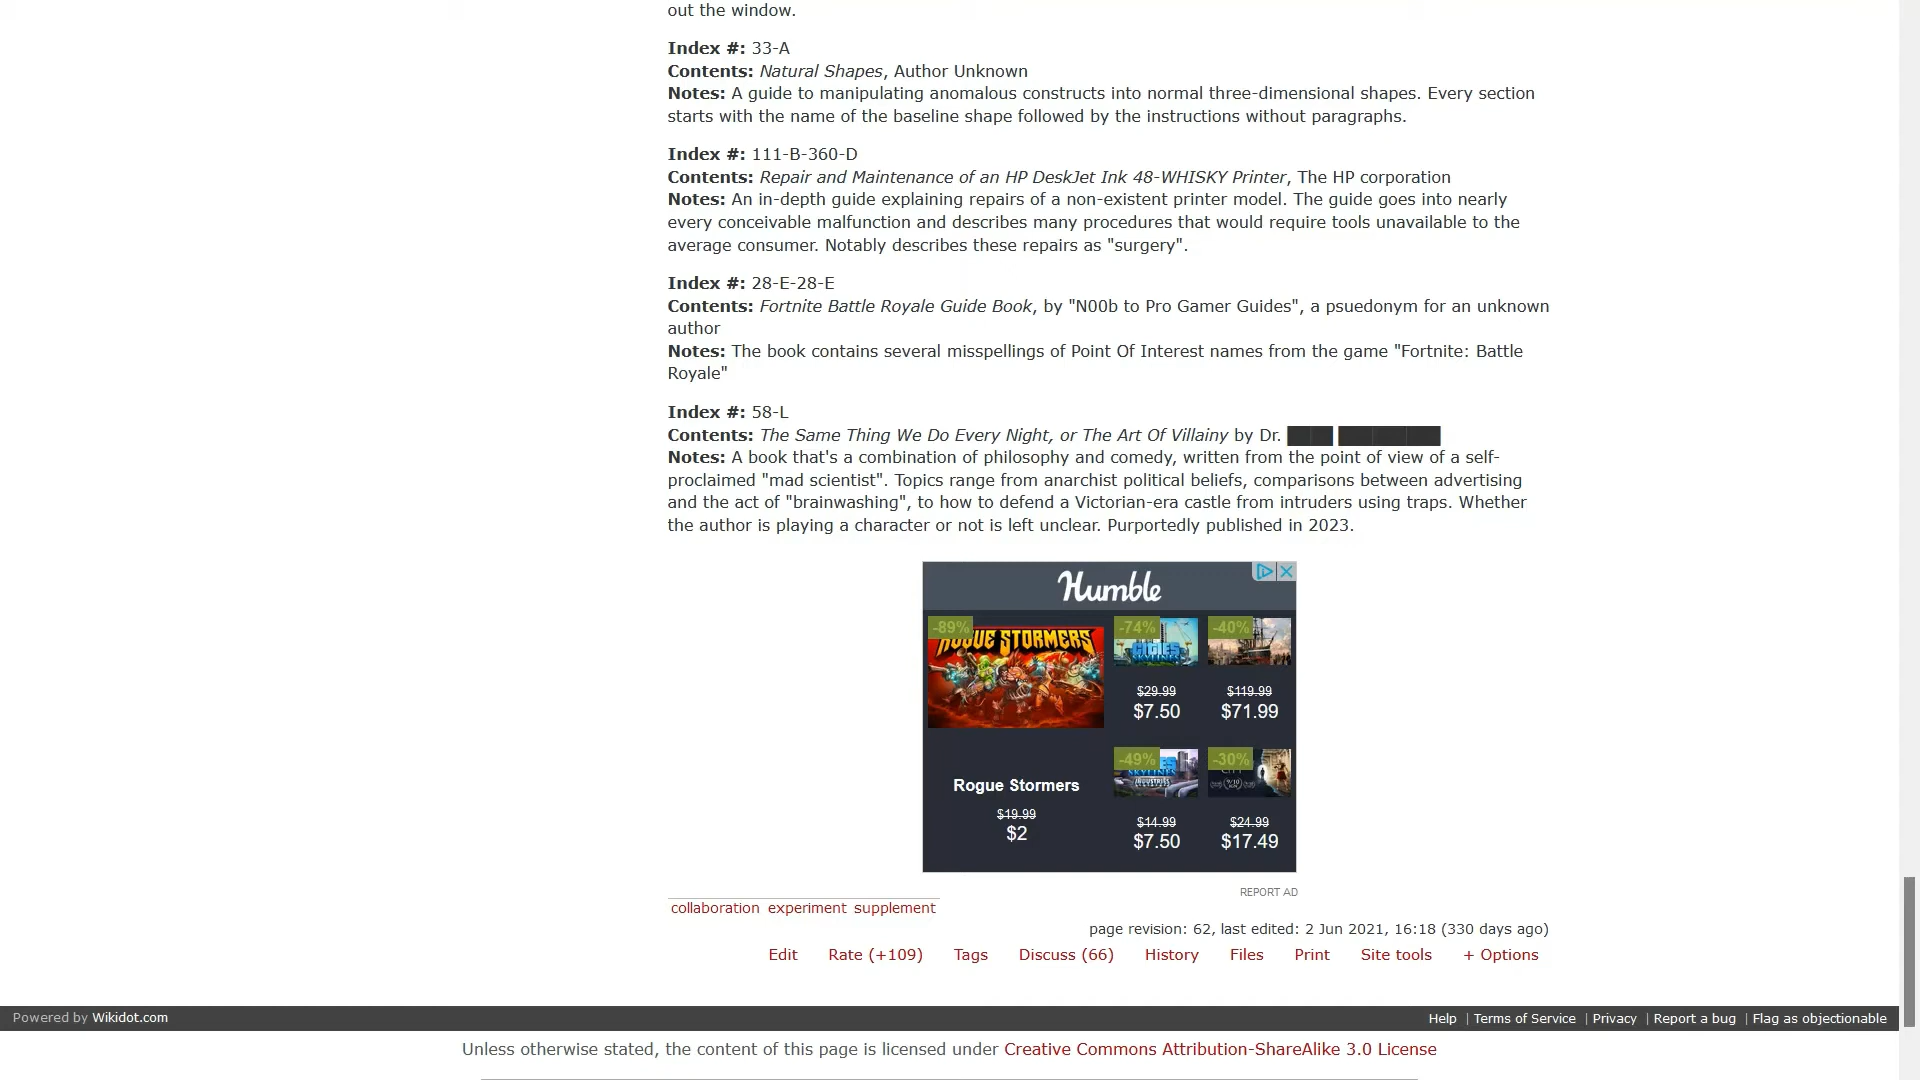 out the window.
Index #: 33-A
Contents: Natural Shapes, Author Unknown
Notes: A guide to manipulating anomalous constructs into normal three-dimensional shapes. Every section
starts with the name of the baseline shape followed by the instructions without paragraphs.
Index #: 111-B-360-D
Contents: Repair and Maintenance of an HP DeskJet Ink 48-WHISKY Printer, The HP corporation
Notes: An in-depth guide explaining repairs of a non-existent printer model. The guide goes into nearly
every conceivable malfunction and describes many procedures that would require tools unavailable to the
average consumer. Notably describes these repairs as "surgery".
Index #: 28-E-28-E
Contents: Fortnite Battle Royale Guide Book, by "N00b to Pro Gamer Guides", a psuedonym for an unknown
author
Notes: The book contains several misspellings of Point Of Interest names from the game "Fortnite: Battle
Royale"
Index #: 58-L
Contents: The Same Thing We Do Every Night, or The Art Of Villainy by Dr. ████ █████████
Notes: A book that's a combination of philosophy and comedy, written from the point of view of a self-
proclaimed "mad scientist". Topics range from anarchist political beliefs, comparisons between advertising
and the act of "brainwashing", to how to defend a Victorian-era castle from intruders using traps. Whether
the author is playing a character or not is left unclear. Purportedly published in 2023.
Humble
-89%
ROGUE STORMERS
Rogue Stormers
$19.99
$2
-74%
CITIES
SKYLINES
$29.99
$7.50
-40%
$119.99
$71.99
-49%
SKYLINES
INDUSTRIES
$14.99
$7.50
-30%
$24.99
$17.49
REPORT AD
collaboration experiment supplement
page revision: 62, last edited: 2 Jun 2021, 16:18 (330 days ago)
Edit Rate (+109) Tags Discuss (66) History Files Print Site tools + Options
Powered by Wikidot.com
Help | Terms of Service | Privacy | Report a bug | Flag as objectionable
Unless otherwise stated, the content of this page is licensed under Creative Commons Attribution-ShareAlike 3.0 License